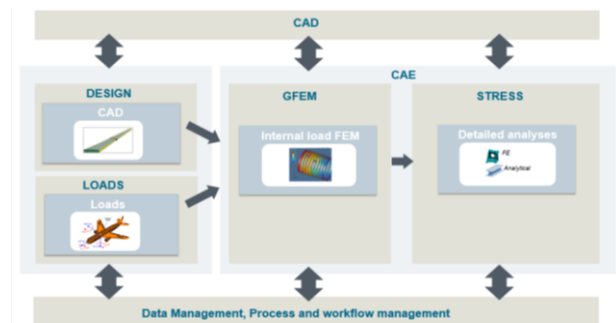 CAD
CAE
DESIGN
CAD
LOADS
Loads
GFEM
Internal load FEM
STRESS
Detailed analyses
FE
Analytical
Data Management, Process and workflow management